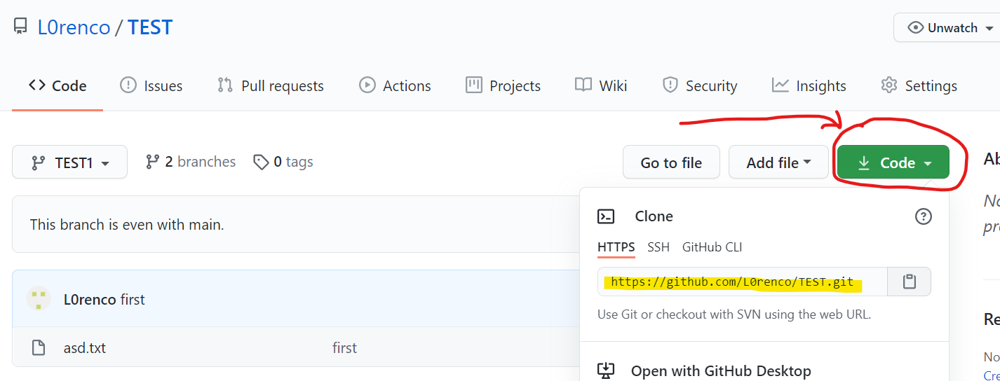 L0renco / TEST
Unwatch
Code Issues Pull requests Actions Projects Wiki Security Insights Settings
TEST1 2 branches 0 tags Go to file Add file Code
This branch is even with main.
Clone
HTTPS SSH GitHub CLI
https://github.com/L0renco/TEST.git
Use Git or checkout with SVN using the web URL.
L0renco first
asd.txt first
Open with GitHub Desktop
Ab
No
pr
Re
No
Cre